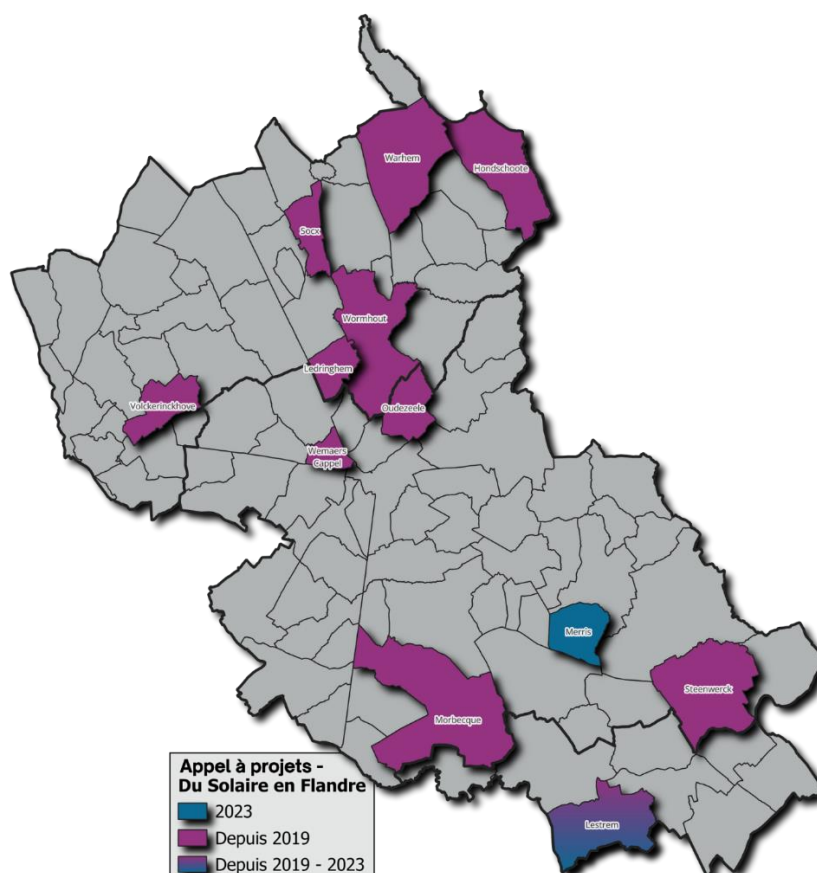 Warhem
Hondschoote
Socx
Wormhout
Ledringhem
Volckerinckhove
Oudezeele
Wemaers
Cappel
Merris
Steenwerck
Morbecque
Lestrem
Appel à projets -
Du Solaire en Flandre
2023
Depuis 2019
Depuis 2019 - 2023